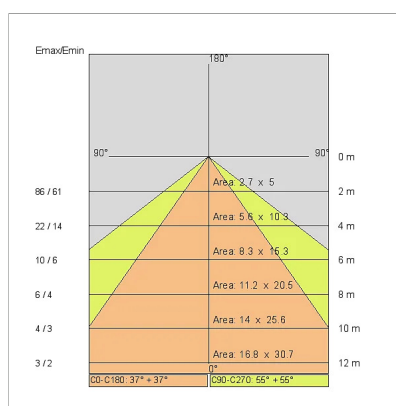 Emax/Emin
180°
90° 90° 0 m
Area: 2.7 x 5
86 / 61 2 m
Area: 5.6 x 10.3
22 / 14 4 m
Area: 8.3 x 15.3
10 / 6 6 m
Area: 11.2 x 20.5
6 / 4 8 m
Area: 14 x 25.6
4 / 3 10 m
Area: 16.8 x 30.7
3 / 2 12 m
0°
C0-C180: 37° + 37° C90-C270: 55° + 55°